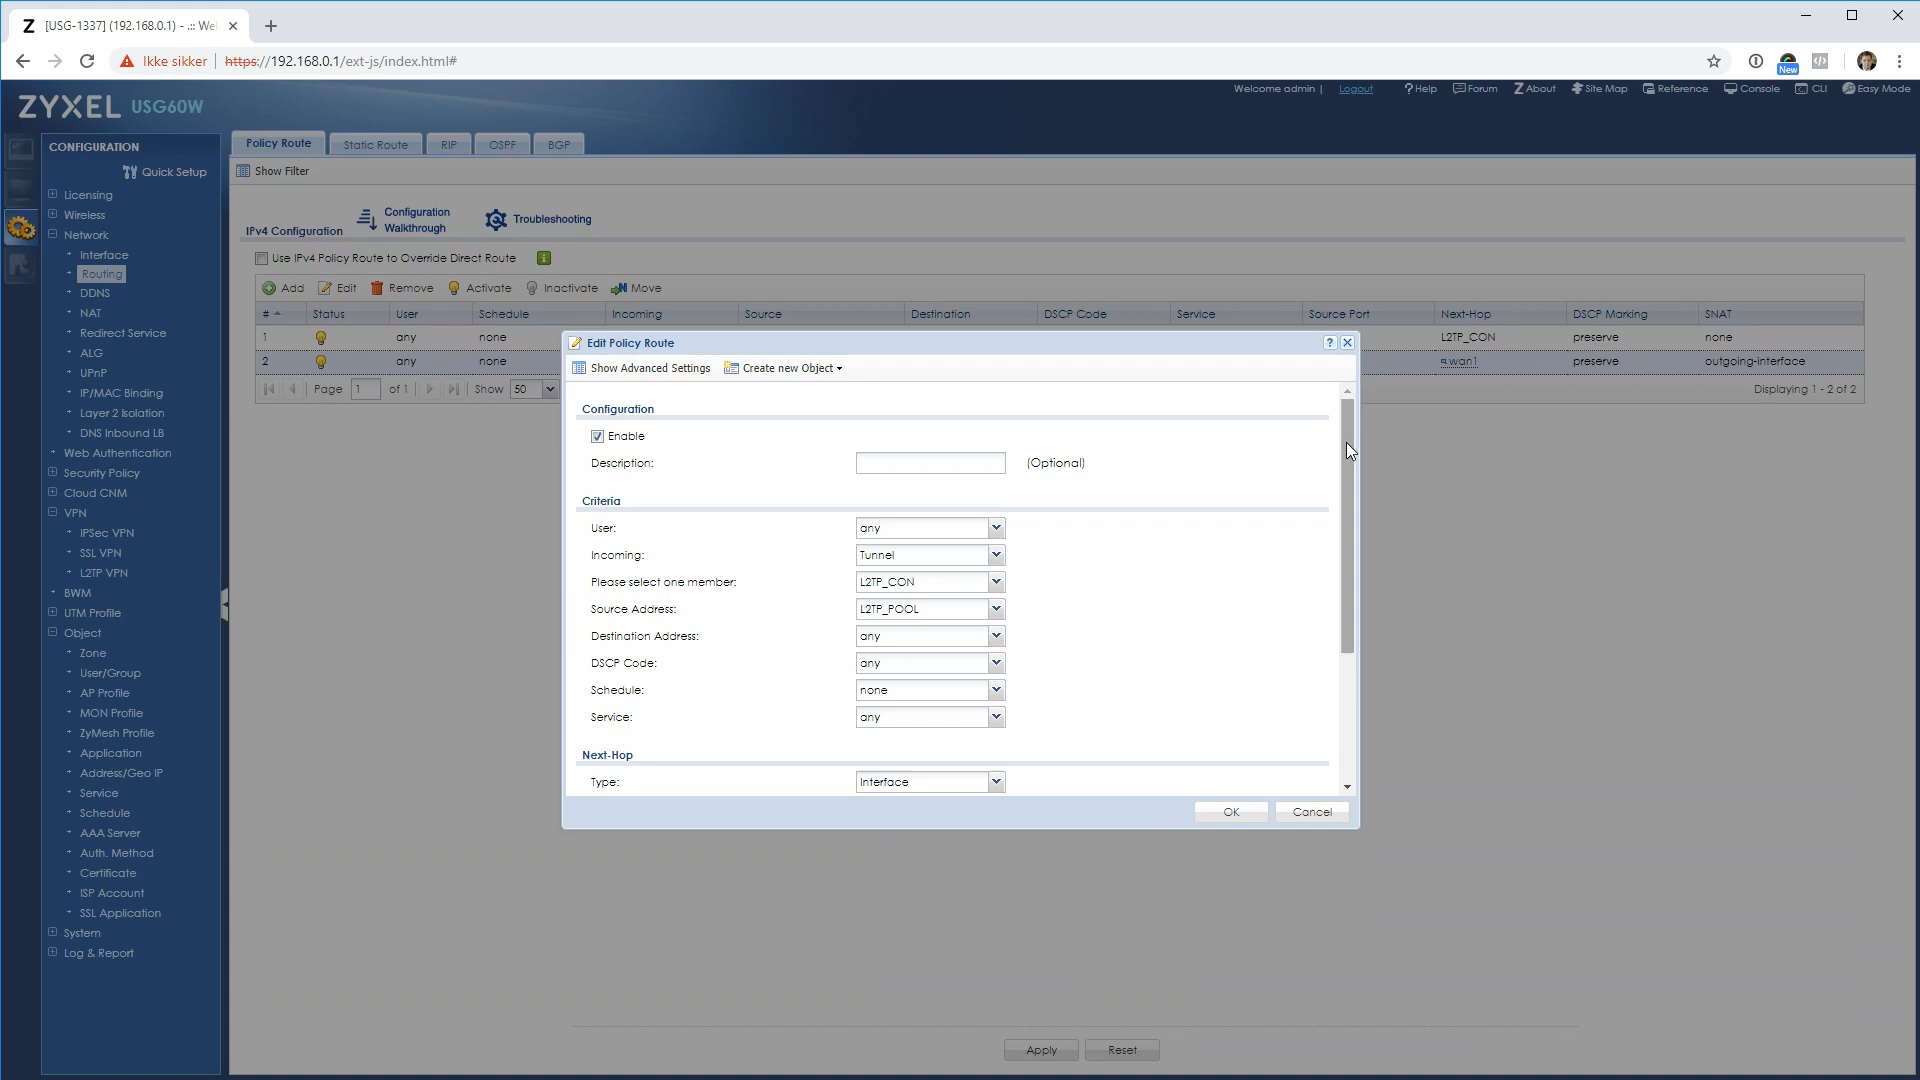 [USG-1337] (192.168.0.1) - .:: We
Ikke sikker
https://192.168.0.1/ext-js/index.html#
New
ZYXEL USG60W
Welcome admin |
Logout
Help
Forum
About
Site Map
Reference
Console
CLI
Easy Mode
CONFIGURATION
Quick Setup
Licensing
Wireless
Network
Interface
Routing
DDNS
NAT
Redirect Service
ALG
UPnP
IP/MAC Binding
Layer 2 Isolation
DNS Inbound LB
Web Authentication
Security Policy
Cloud CNM
VPN
IPSec VPN
SSL VPN
L2TP VPN
BWM
UTM Profile
Object
Zone
User/Group
AP Profile
MON Profile
ZyMesh Profile
Application
Address/Geo IP
Service
Schedule
AAA Server
Auth. Method
Certificate
ISP Account
SSL Application
System
Log & Report
Policy Route
Static Route
RIP
OSPF
BGP
Show Filter
IPv4 Configuration
Configuration
Walkthrough
Troubleshooting
Use IPv4 Policy Route to Override Direct Route
Add
Edit
Remove
Activate
Inactivate
Move
# Status User Schedule Incoming Source Destination DSCP Code Service Source Port Next-Hop DSCP Marking SNAT
1 any none L2TP_CON preserve none
2 any none wan1 preserve outgoing-interface
Page 1 of 1 Show 50
Displaying 1 - 2 of 2
Edit Policy Route
Show Advanced Settings
Create new Object
Configuration
Enable
Description: (Optional)
Criteria
User: any
Incoming: Tunnel
Please select one member: L2TP_CON
Source Address: L2TP_POOL
Destination Address: any
DSCP Code: any
Schedule: none
Service: any
Next-Hop
Type: Interface
OK
Cancel
Apply
Reset